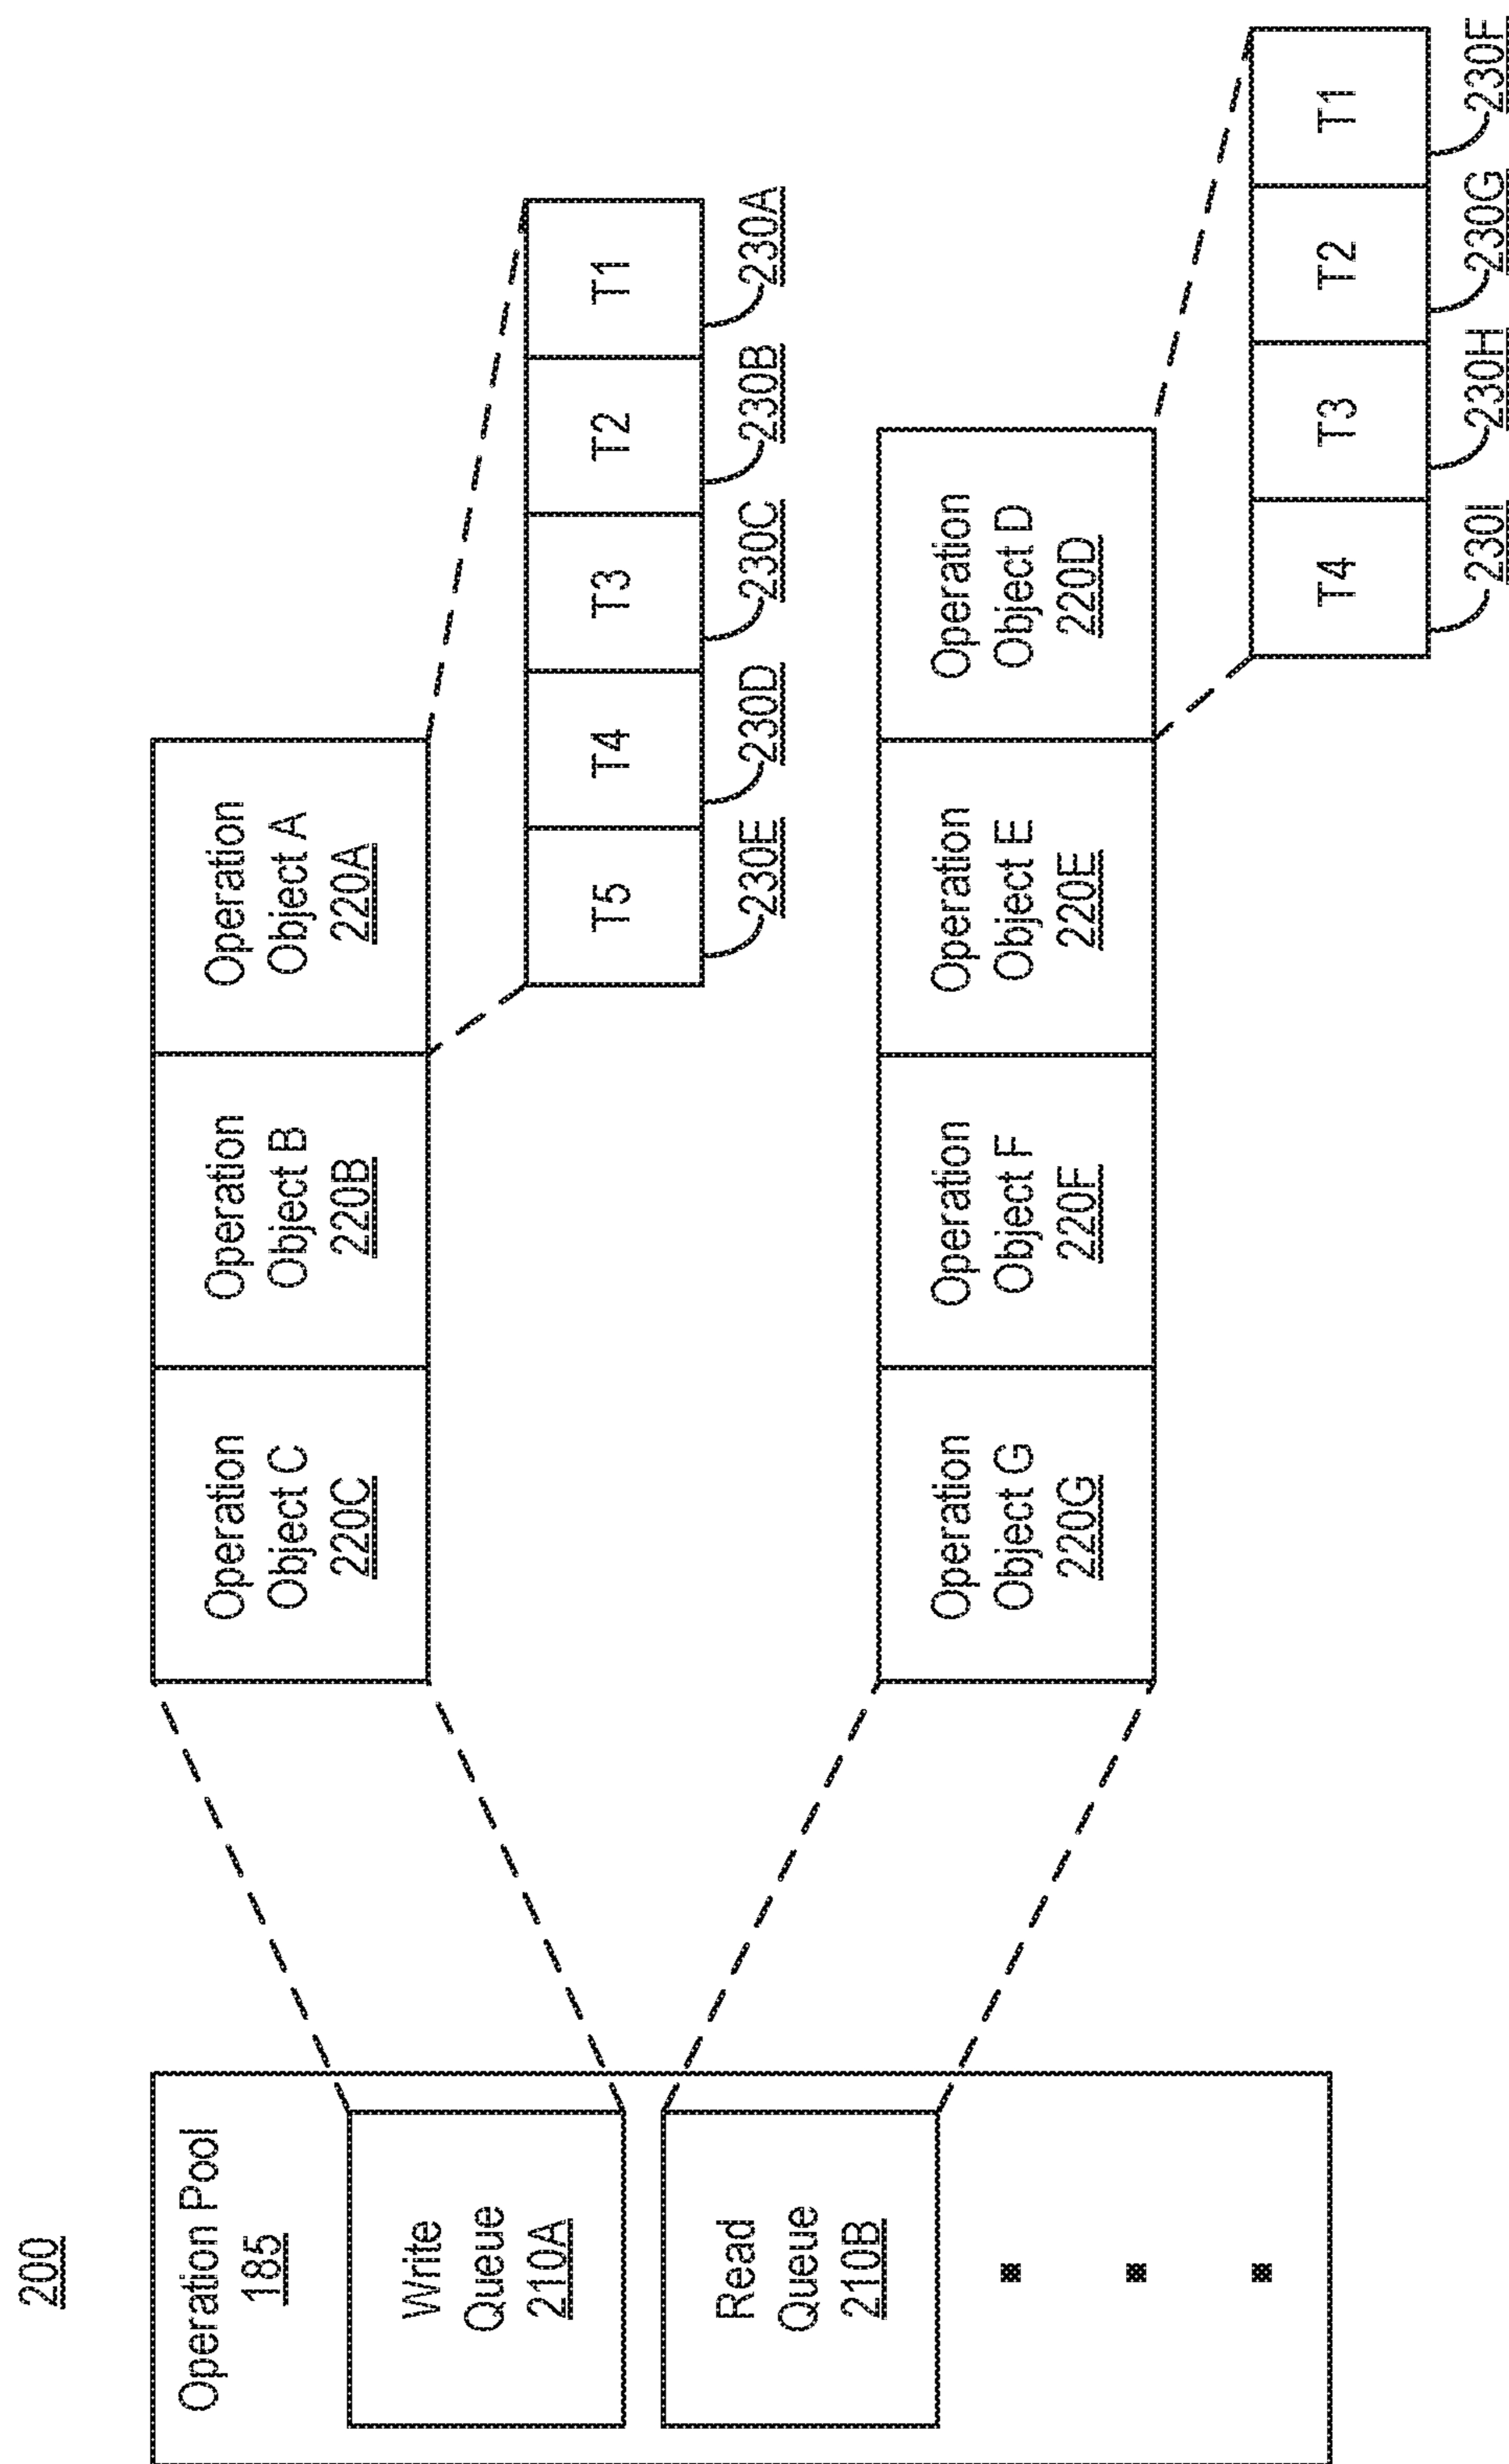 200
Operation Pool
185
Write
Queue
210A
Read
Queue
210B
Operation
Object C
220C
Operation
Object B
220B
Operation
Object A
220A
T5
T4
T3
T2
T1
230E
230D
230C
230B
230A
Operation
Object G
220G
Operation
Object F
220F
Operation
Object E
220E
Operation
Object D
220D
T4
T3
T2
T1
230I
230H
230G
230F